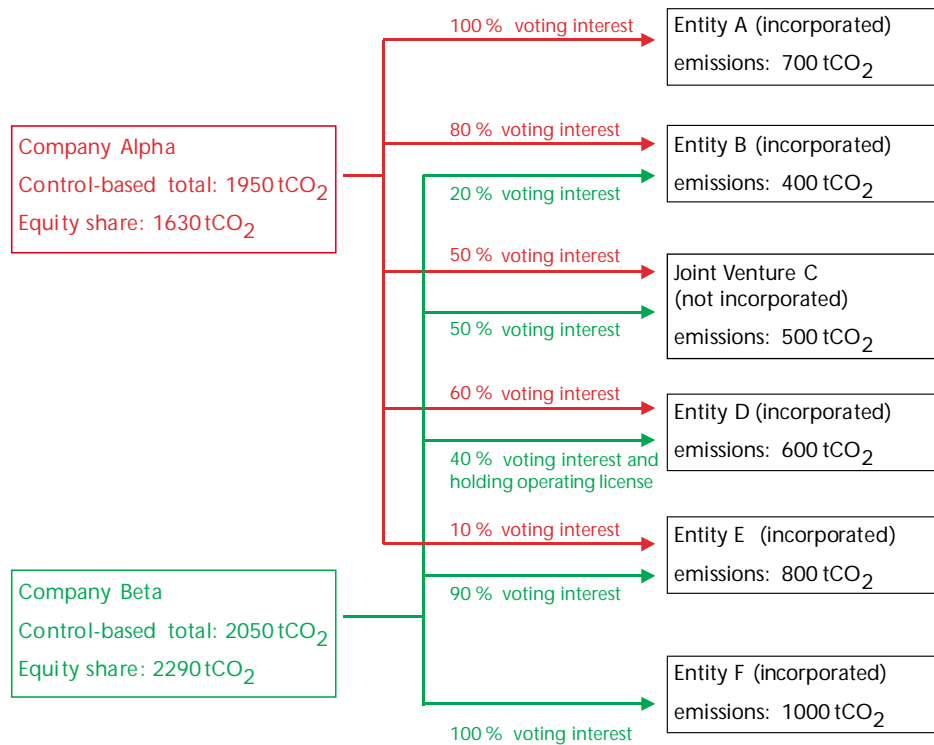 100 % voting interest
Entity A (incorporated)
emissions: 700 tCO2
Company Alpha
Control-based total: 1950 tCO2
Equity share: 1630 tCO2
80 % voting interest
20 % voting interest
Entity B (incorporated)
emissions: 400 tCO2
50 % voting interest
50 % voting interest
Joint Venture C
(not incorporated)
emissions: 500 tCO2
60 % voting interest
40 % voting interest and
holding operating license
Entity D (incorporated)
emissions: 600 tCO2
10 % voting interest
90 % voting interest
Entity E (incorporated)
emissions: 800 tCO2
Company Beta
Control-based total: 2050 tCO2
Equity share: 2290 tCO2
100 % voting interest
Entity F (incorporated)
emissions: 1000 tCO2